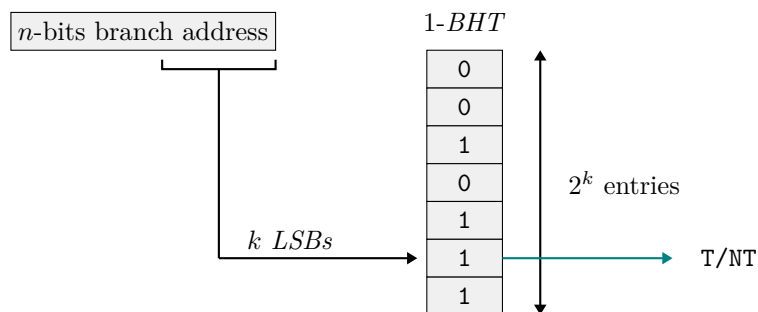 n-bits branch address
1-BHT
0
0
1
0
2^k entries
1
k LSBs
1
T/NT
1